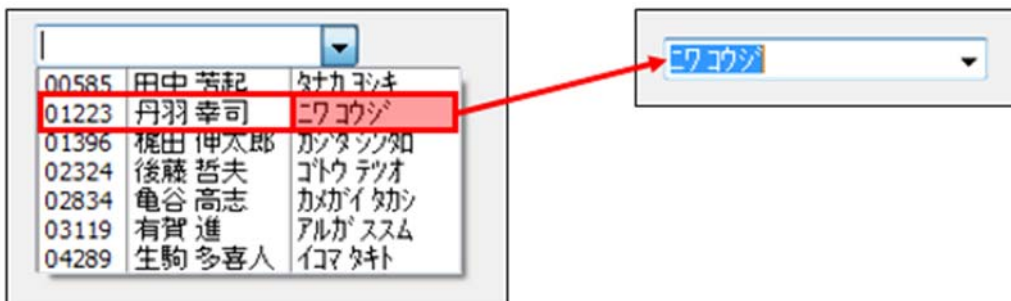 00585 田中 芳起 ﾀﾅｶ ﾖｼｷ
01223 丹羽 幸司 ﾆﾜ ｺｳｼﾞ
01396 梶田 伸太郎 ｶｼﾞﾀ ｼﾝﾀﾛ
02324 後藤 哲夫 ｺﾞﾄｳ ﾃﾂｵ
02834 亀谷 高志 ｶﾒｶﾞｲ ﾀｶｼ
03119 有賀 進 ｱﾙｶﾞ ｽｽﾑ
04289 生駒 多喜人 ｲｺﾏ ﾀｷﾄ
ﾆﾜ ｺｳｼﾞ